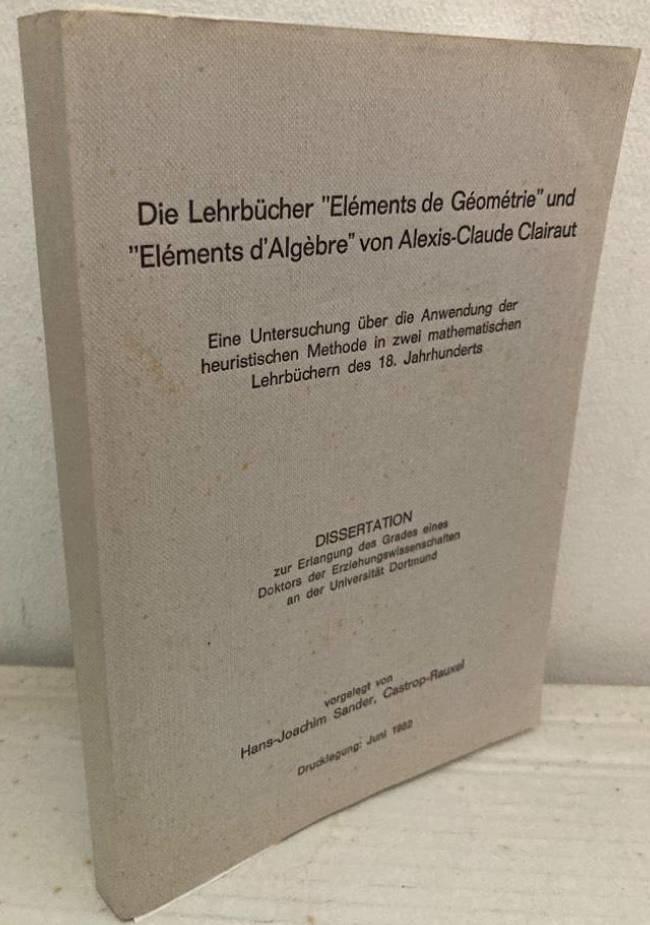 Die Lehrbücher "Eléments de Géométrie" und
"Eléments d'Algèbre" von Alexis-Claude Clairaut
Eine Untersuchung über die Anwendung der
heuristischen Methode in zwei mathematischen
Lehrbüchern des 18. Jahrhunderts
DISSERTATION
zur Erlangung des Grades eines
Doktors der Erziehungswissenschaften
an der Universität Dortmund
vorgelegt von
Hans-Joachim Sander, Castrop-Rauxel
Drucklegung: Juni 1982